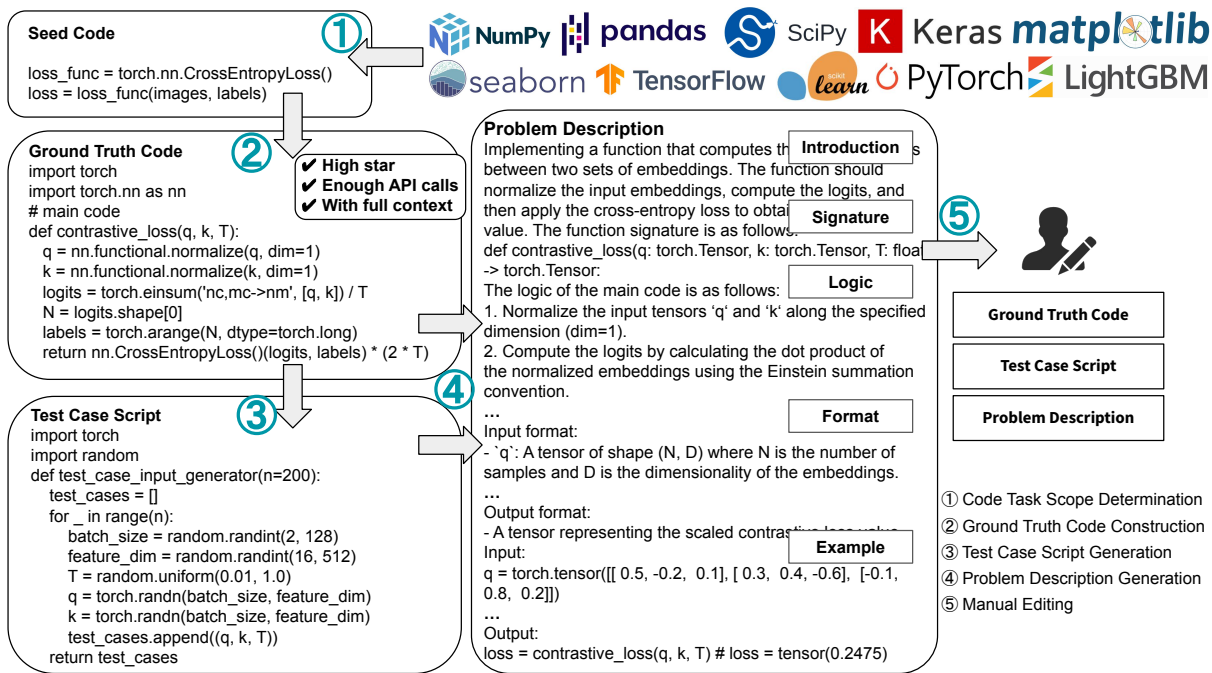 Seed Code
loss_func = torch.nn.CrossEntropyLoss()
loss = loss_func(images, labels)
①
NumPy pandas SciPy K Keras matplotlib
seaborn TensorFlow scikit learn PyTorch LightGBM
②
✔ High star
✔ Enough API calls
✔ With full context
Ground Truth Code
import torch
import torch.nn as nn
# main code
def contrastive_loss(q, k, T):
q = nn.functional.normalize(q, dim=1)
k = nn.functional.normalize(k, dim=1)
logits = torch.einsum('nc,mc->nm', [q, k]) / T
N = logits.shape[0]
labels = torch.arange(N, dtype=torch.long)
return nn.CrossEntropyLoss()(logits, labels) * (2 * T)
③
④
Test Case Script
import torch
import random
def test_case_input_generator(n=200):
test_cases = []
for _ in range(n):
batch_size = random.randint(2, 128)
feature_dim = random.randint(16, 512)
T = random.uniform(0.01, 1.0)
q = torch.randn(batch_size, feature_dim)
k = torch.randn(batch_size, feature_dim)
test_cases.append((q, k, T))
return test_cases
Problem Description
Implementing a function that computes
Introduction
between two sets of embeddings. The function should
normalize the input embeddings, compute the logits, and
then apply the cross-entropy loss to obtai
Signature
value. The function signature is as follows:
def contrastive_loss(q: torch.Tensor, k: torch.Tensor, T: float
-> torch.Tensor:
Logic
The logic of the main code is as follows:
1. Normalize the input tensors ‘q‘ and ‘k‘ along the specified
dimension (dim=1).
2. Compute the logits by calculating the dot product of
the normalized embeddings using the Einstein summation
convention.
...
Format
Input format:
- `q`: A tensor of shape (N, D) where N is the number of
samples and D is the dimensionality of the embeddings.
...
Output format:
- A tensor representing the scaled contrastive loss value
Example
Input:
q = torch.tensor([[ 0.5, -0.2, 0.1], [ 0.3, 0.4, -0.6], [-0.1,
0.8, 0.2]])
...
Output:
loss = contrastive_loss(q, k, T) # loss = tensor(0.2475)
⑤
Ground Truth Code
Test Case Script
Problem Description
① Code Task Scope Determination
② Ground Truth Code Construction
③ Test Case Script Generation
④ Problem Description Generation
⑤ Manual Editing